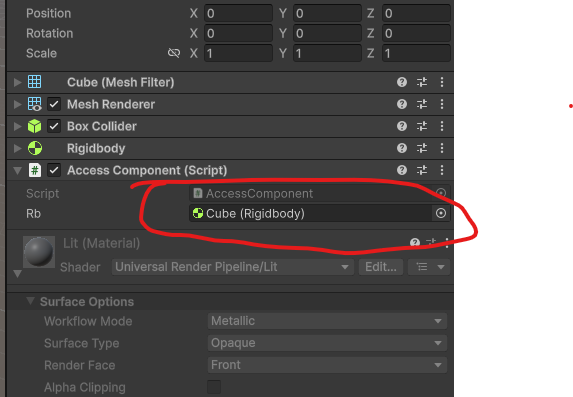 Position X 0 Y 0 Z 0
Rotation X 0 Y 0 Z 0
Scale X 1 Y 1 Z 1
Cube (Mesh Filter)
Mesh Renderer
Box Collider
Rigidbody
# Access Component (Script)
Script # AccessComponent
Rb Cube (Rigidbody)
Lit (Material)
Shader Universal Render Pipeline/Lit Edit...
Surface Options
Workflow Mode Metallic
Surface Type Opaque
Render Face Front
Alpha Clipping